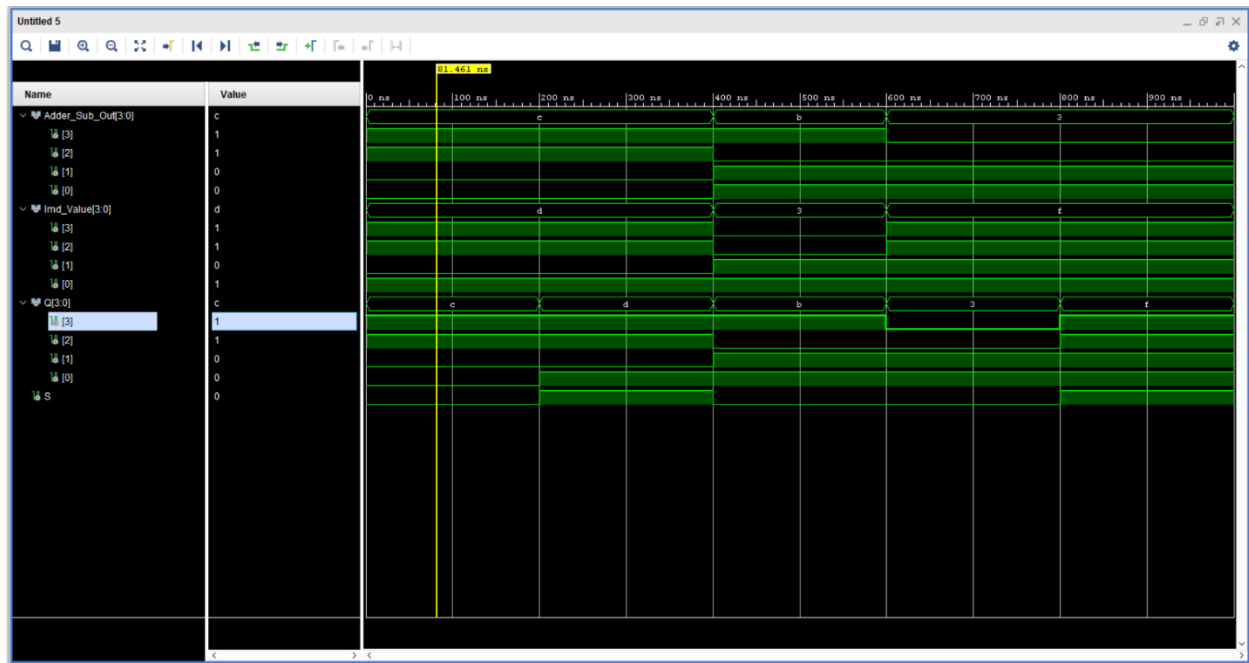 Untitled 5
81.461 ns
Name Value
0 ns 100 ns 200 ns 300 ns 400 ns 500 ns 600 ns 700 ns 800 ns 900 ns
Adder_Sub_Out[3:0] c c b 3
[3] 1
[2] 1
[1] 0
[0] 0
Imd_Value[3:0] d d 3 f
[3] 1
[2] 1
[1] 0
[0] 1
Q[3:0] c c d b 3 f
[3] 1
[2] 1
[1] 0
[0] 0
S 0